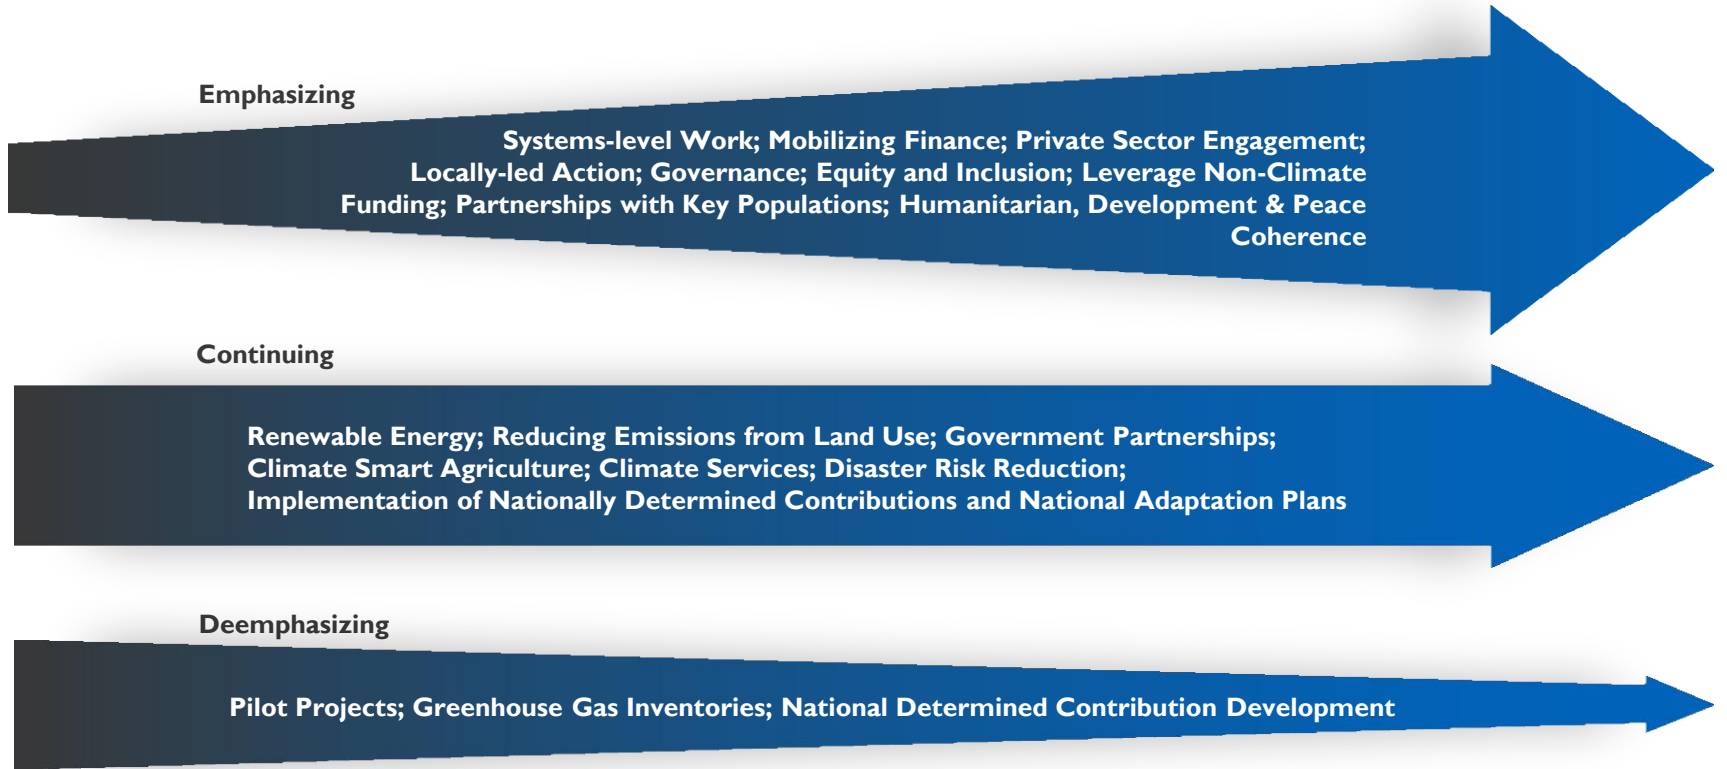 Emphasizing
Systems-level Work; Mobilizing Finance; Private Sector Engagement;
Locally-led Action; Governance; Equity and Inclusion; Leverage Non-Climate
Funding; Partnerships with Key Populations; Humanitarian, Development & Peace
Coherence
Continuing
Renewable Energy; Reducing Emissions from Land Use; Government Partnerships;
Climate Smart Agriculture; Climate Services; Disaster Risk Reduction;
Implementation of Nationally Determined Contributions and National Adaptation Plans
Deemphasizing
Pilot Projects; Greenhouse Gas Inventories; National Determined Contribution Development